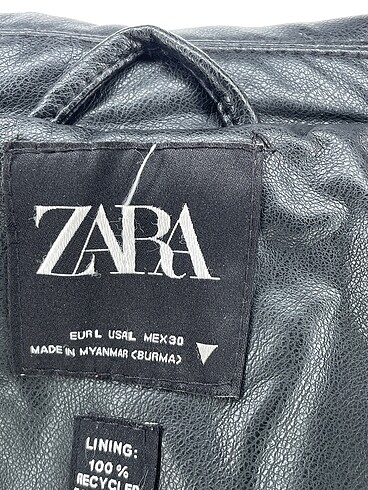 ZARA
EUR L USA L MEX 30
MADE IN MYANMAR (BURMA)
LINING:
100 %
RECYCLED